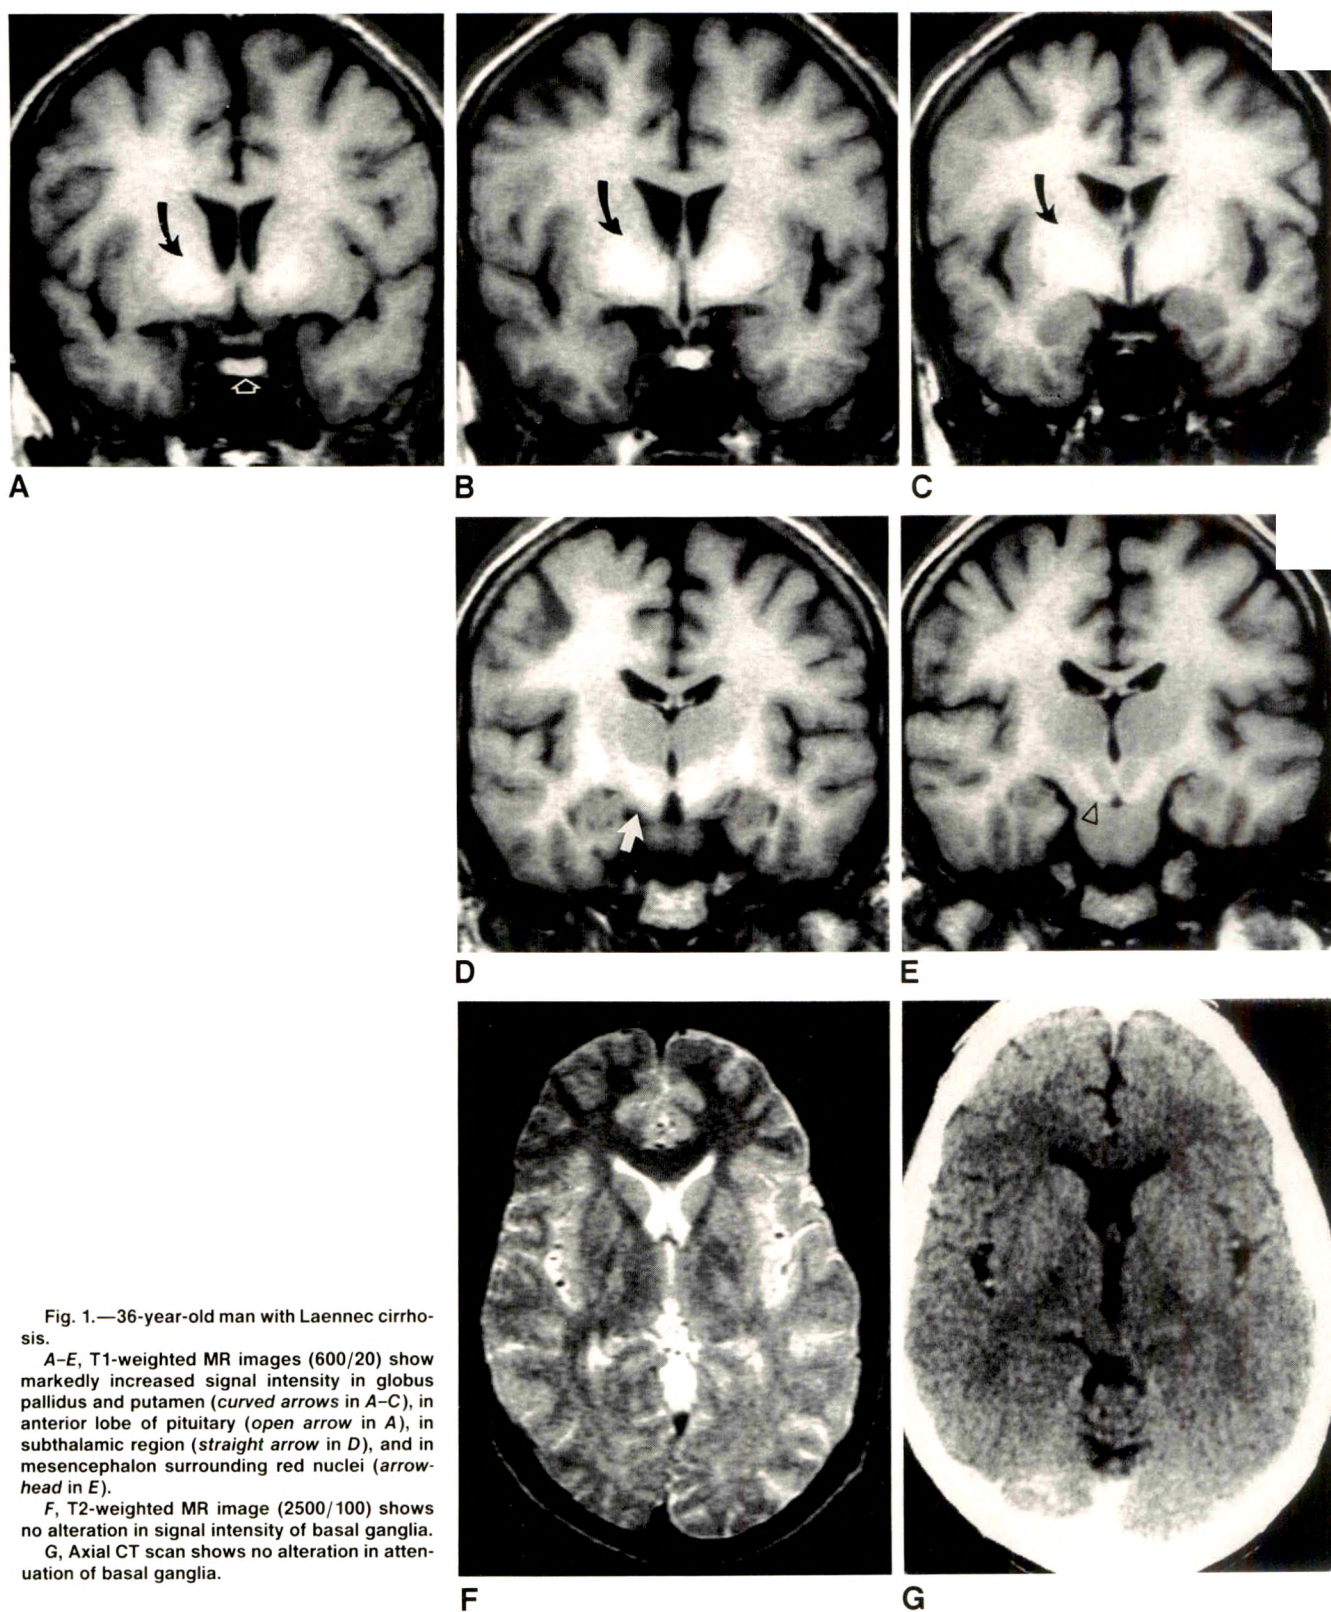 A
B
C
D
E
Fig. 1.—36-year-old man with Laennec cirrho-
sis.
A–E, T1-weighted MR images (600/20) show
markedly increased signal intensity in globus
pallidus and putamen (curved arrows in A–C), in
anterior lobe of pituitary (open arrow in A), in
subthalamic region (straight arrow in D), and in
mesencephalon surrounding red nuclei (arrow-
head in E).
F, T2-weighted MR image (2500/100) shows
no alteration in signal intensity of basal ganglia.
G, Axial CT scan shows no alteration in atten-
uation of basal ganglia.
F
G